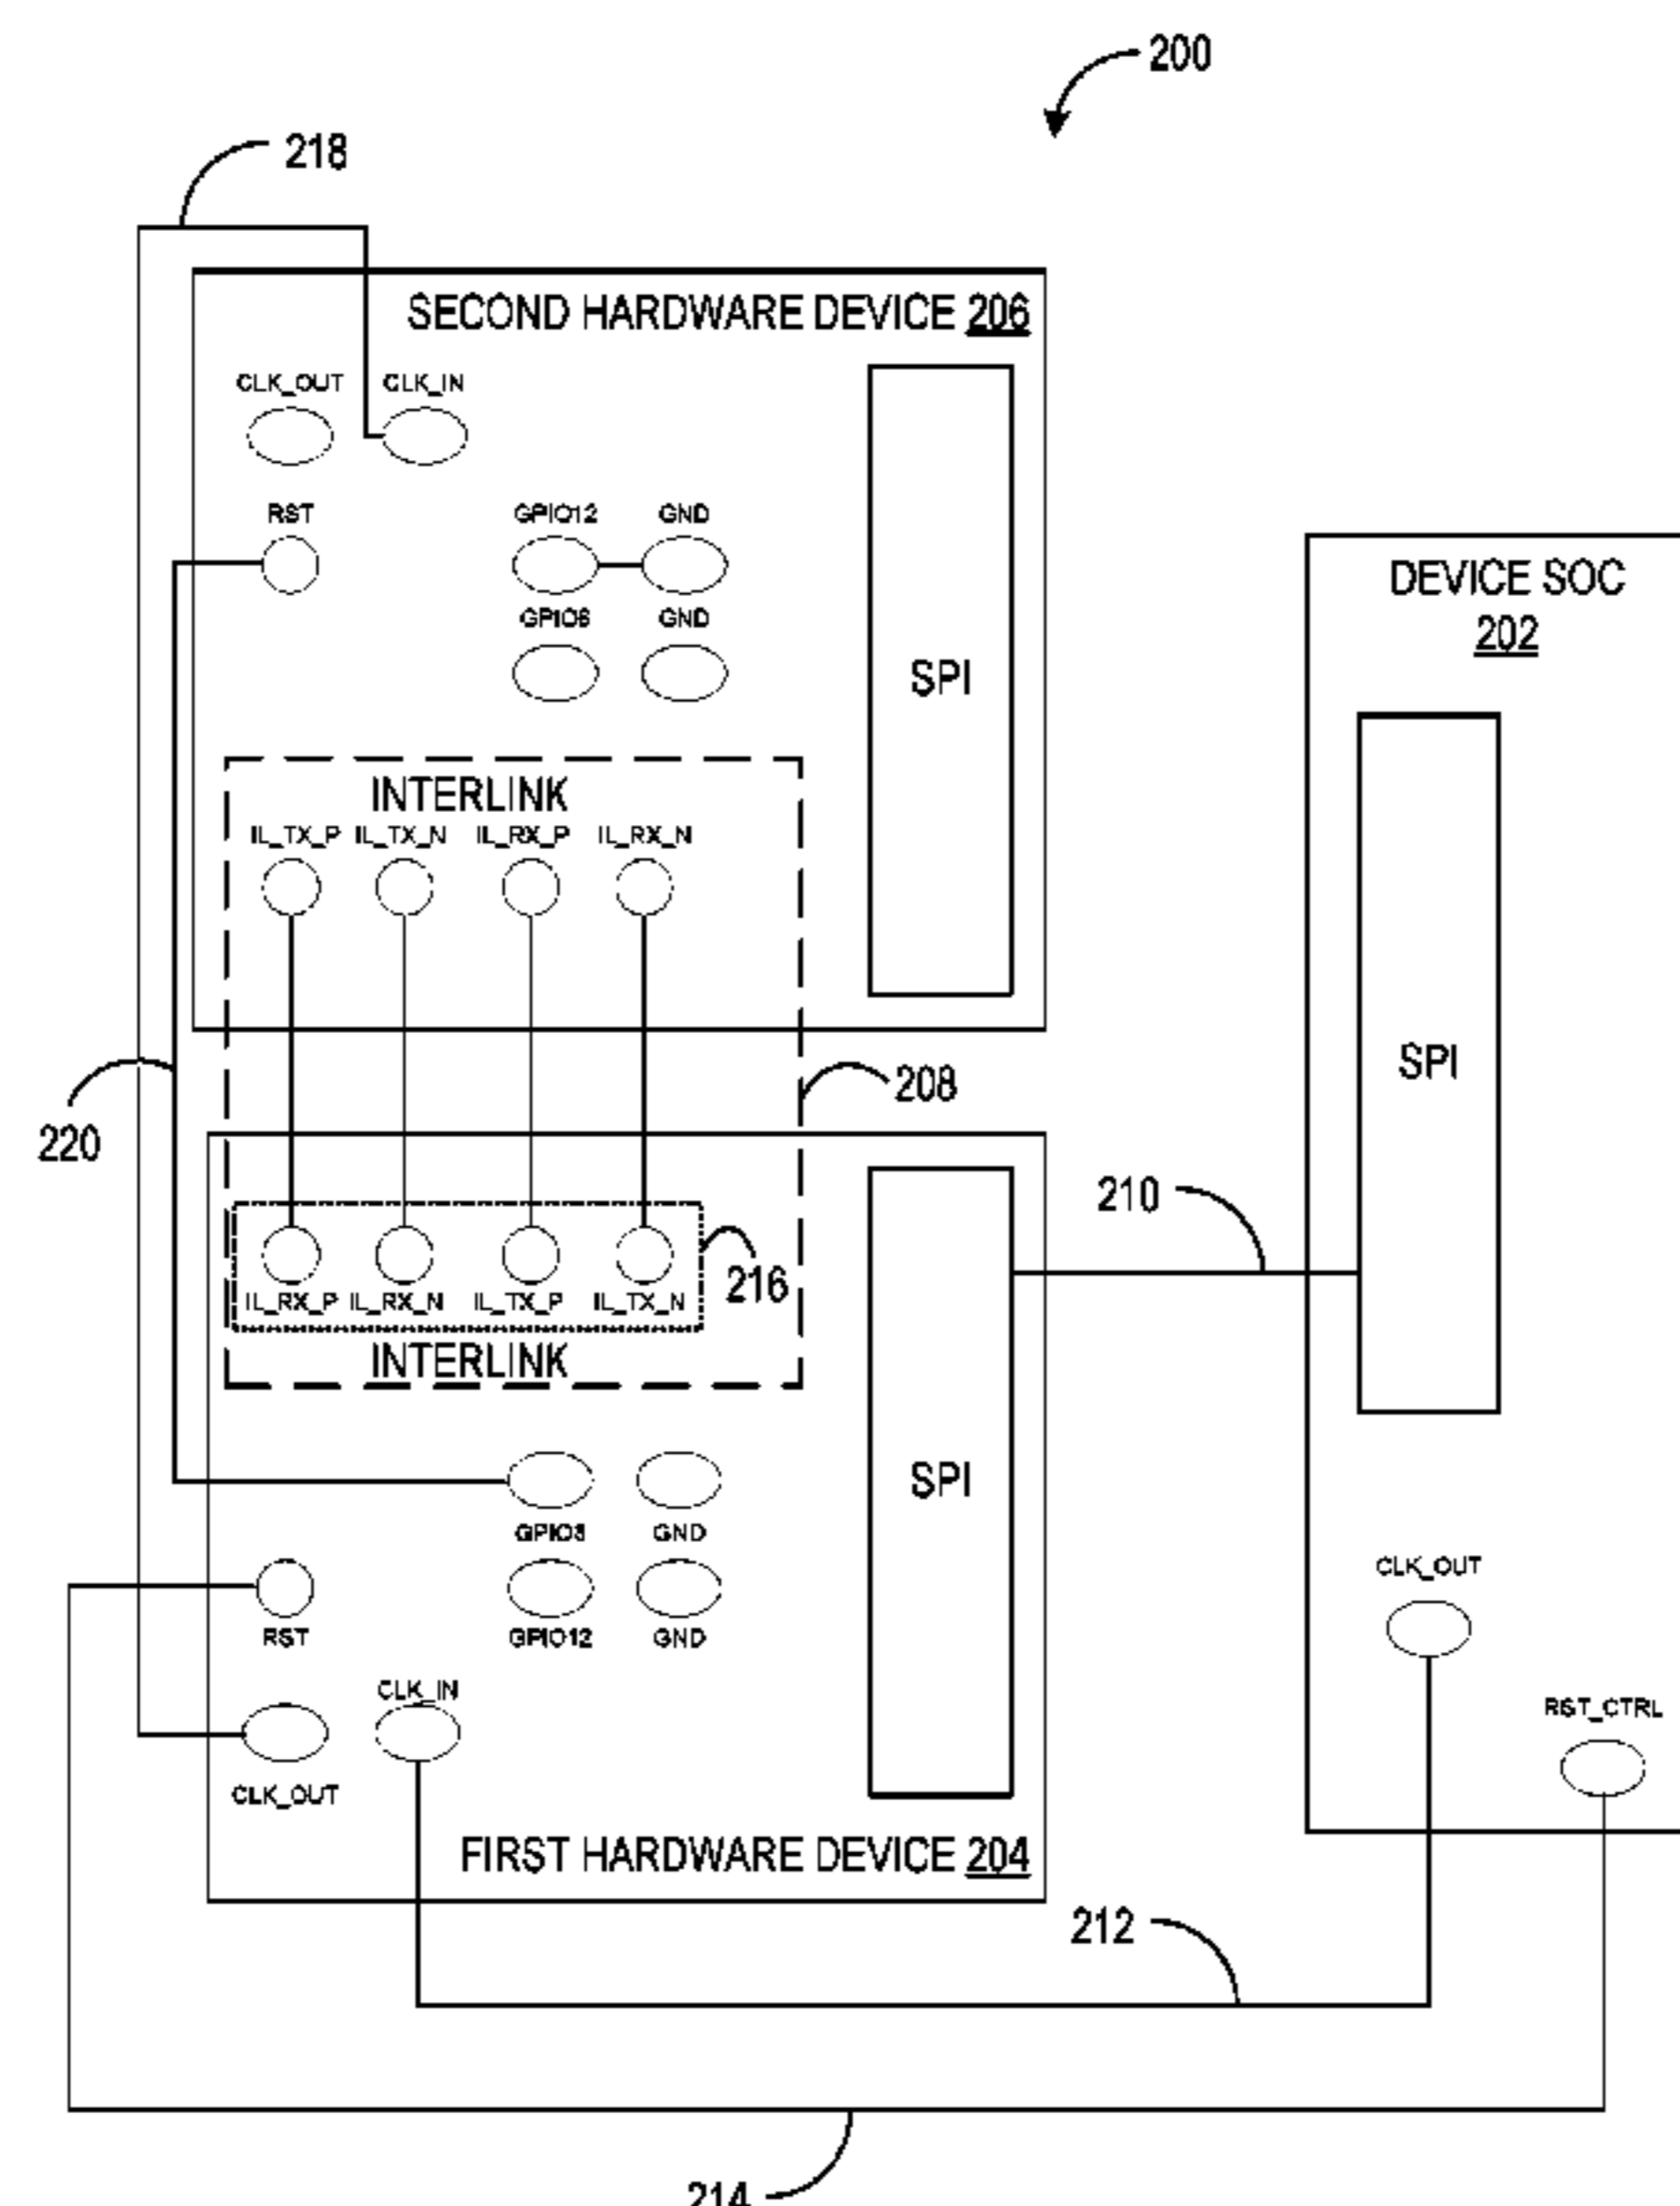 200
218
SECOND HARDWARE DEVICE 206
CLK_OUT CLK_IN
RST GPIO12 GND
GPIO8 GND
SPI
DEVICE SOC
202
SPI
INTERLINK
IL_TX_P IL_TX_N IL_RX_P IL_RX_N
208
220
210
216
IL_RX_P IL_RX_N IL_TX_P IL_TX_N
INTERLINK
SPI
GPIO8 GND
RST GPIO12 GND
CLK_IN
CLK_OUT
CLK_OUT
RST_CTRL
FIRST HARDWARE DEVICE 204
212
214